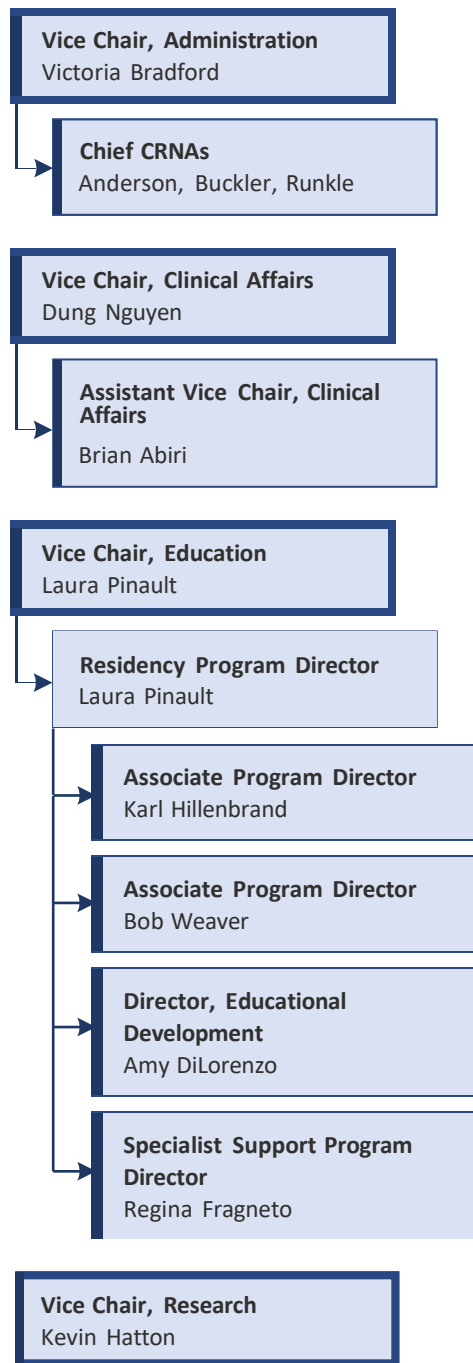 Vice Chair, Administration
Victoria Bradford
Chief CRNAs
Anderson, Buckler, Runkle
Vice Chair, Clinical Affairs
Dung Nguyen
Assistant Vice Chair, Clinical
Affairs
Brian Abiri
Vice Chair, Education
Laura Pinault
Residency Program Director
Laura Pinault
Associate Program Director
Karl Hillenbrand
Associate Program Director
Bob Weaver
Director, Educational
Development
Amy DiLorenzo
Specialist Support Program
Director
Regina Fragneto
Vice Chair, Research
Kevin Hatton